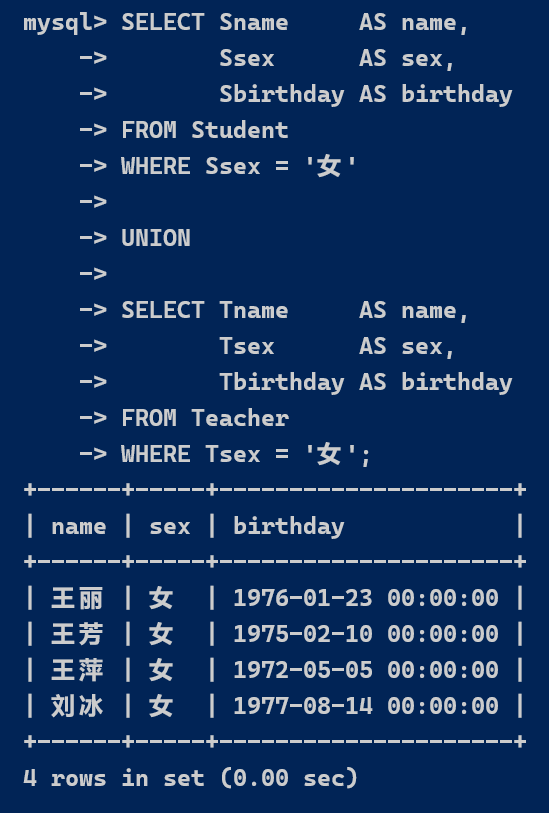 mysql> SELECT Sname     AS name,
    ->        Ssex      AS sex,
    ->        Sbirthday AS birthday
    -> FROM Student
    -> WHERE Ssex = '女'
    ->
    -> UNION
    ->
    -> SELECT Tname     AS name,
    ->        Tsex      AS sex,
    ->        Tbirthday AS birthday
    -> FROM Teacher
    -> WHERE Tsex = '女';
+------+-----+---------------------+
| name | sex | birthday            |
+------+-----+---------------------+
| 王丽 | 女  | 1976-01-23 00:00:00 |
| 王芳 | 女  | 1975-02-10 00:00:00 |
| 王萍 | 女  | 1972-05-05 00:00:00 |
| 刘冰 | 女  | 1977-08-14 00:00:00 |
+------+-----+---------------------+
4 rows in set (0.00 sec)